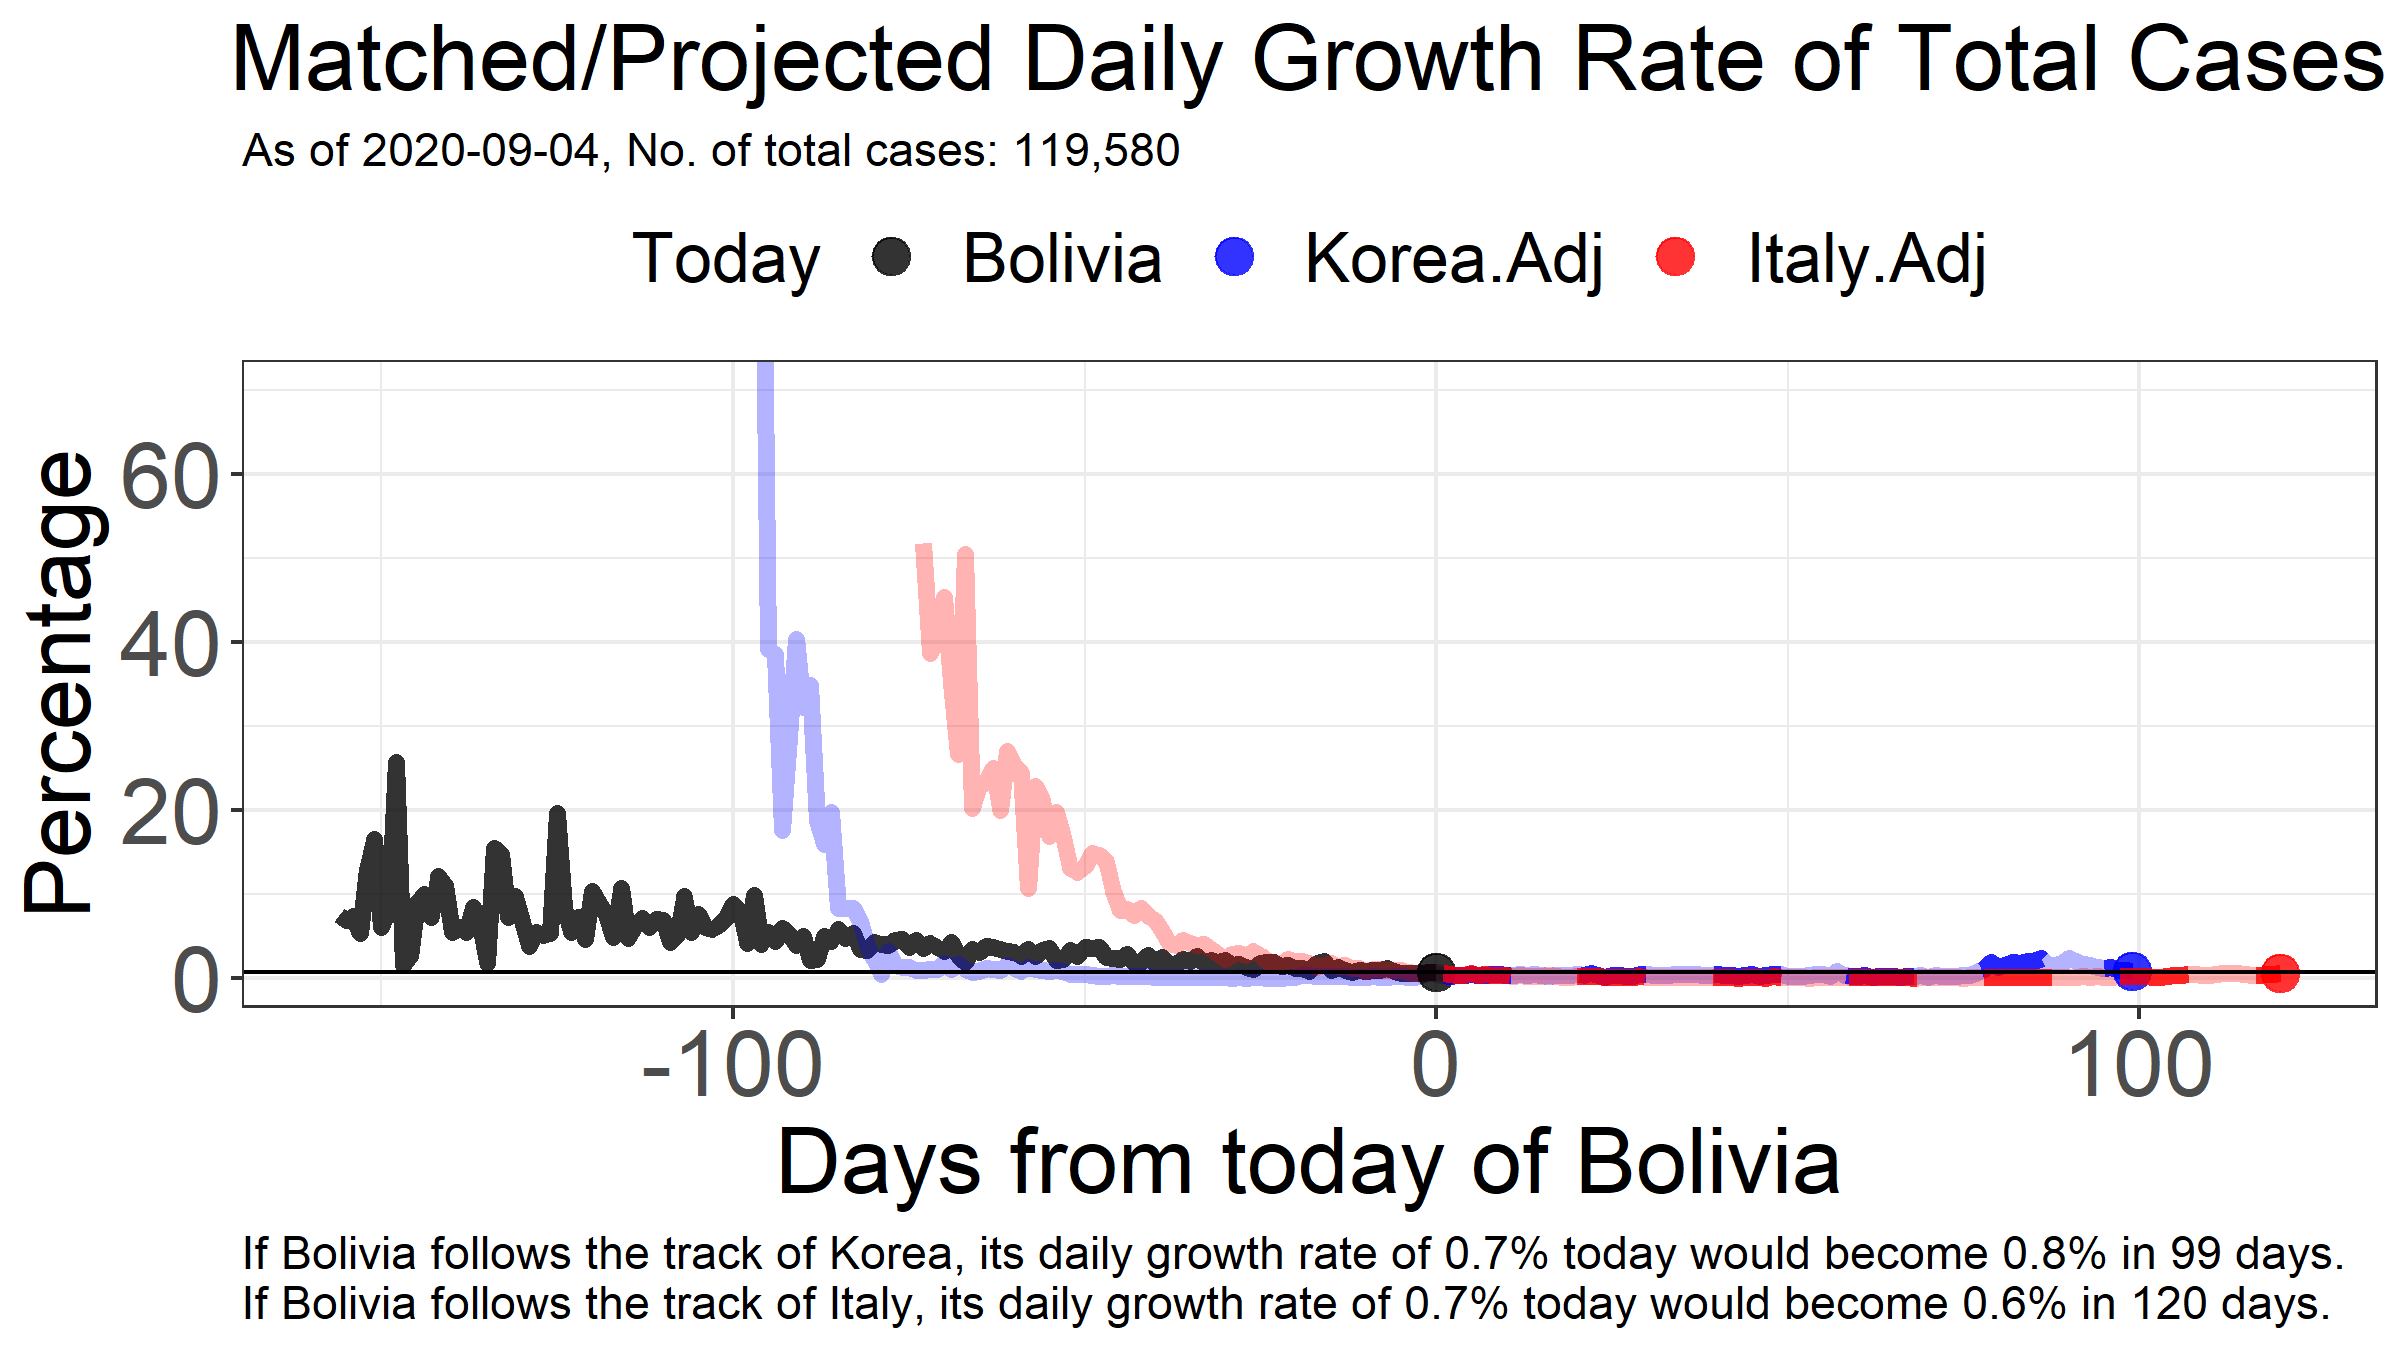 Matched/Projected Daily Growth Rate of Total Cases
As of 2020-09-04, No. of total cases: 119,580
Today Bolivia Korea.Adj Italy.Adj
Percentage
60
40
20
0
-100 0 100
Days from today of Bolivia
If Bolivia follows the track of Korea, its daily growth rate of 0.7% today would become 0.8% in 99 days.
If Bolivia follows the track of Italy, its daily growth rate of 0.7% today would become 0.6% in 120 days.